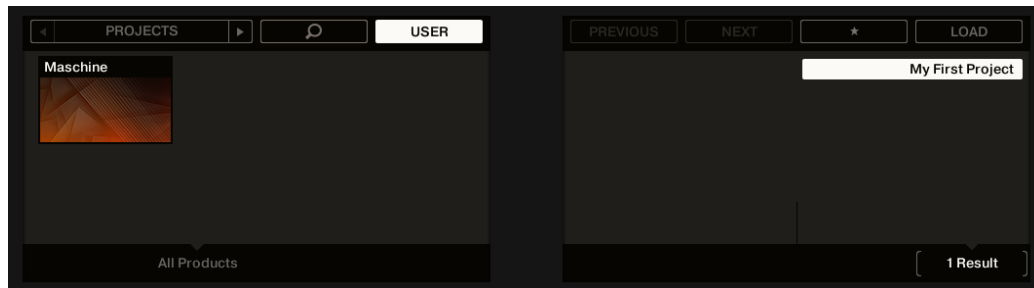 PROJECTS
USER
PREVIOUS
NEXT
LOAD
Maschine
My First Project
All Products
1 Result